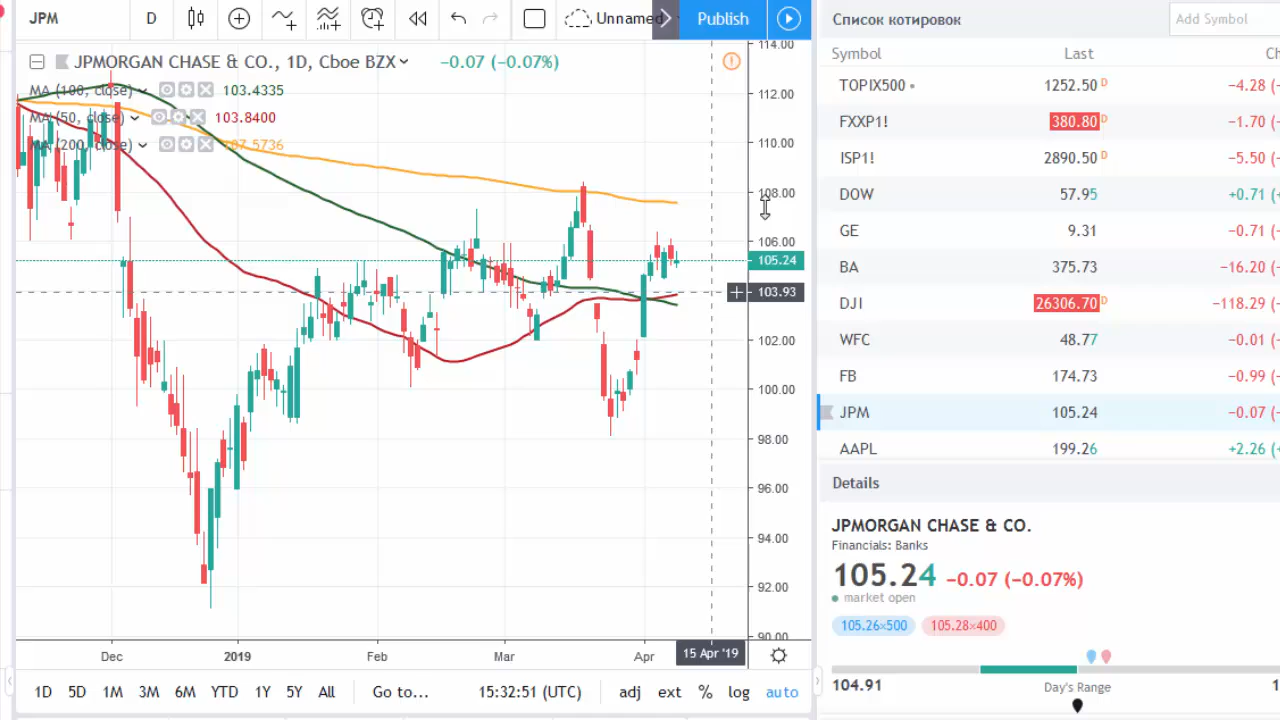 JPM D Unnamed Publish
JPMORGAN CHASE & CO., 1D, Cboe BZX −0.07 (−0.07%)
MA (100, close) 103.4335
MA (50, close) 103.8400
MA (200, close) 107.5736
114.00
112.00
110.00
108.00
106.00
105.24
103.93
102.00
100.00
98.00
96.00
94.00
92.00
90.00
Dec 2019 Feb Mar Apr 15 Apr '19
1D 5D 1M 3M 6M YTD 1Y 5Y All Go to... 15:32:51 (UTC) adj ext % log auto
Список котировок Add Symbol
Symbol Last
TOPIX500 1252.50 D −4.28
FXXP1! 380.80 D −1.70
ISP1! 2890.50 D −5.50
DOW 57.95 +0.71
GE 9.31 −0.71
BA 375.73 −16.20
DJI 26306.70 D −118.29
WFC 48.77 −0.01
FB 174.73 −0.99
JPM 105.24 −0.07
AAPL 199.26 +2.26
Details
JPMORGAN CHASE & CO.
Financials: Banks
105.24 −0.07 (−0.07%)
market open
105.26×500 105.28×400
104.91 Day's Range